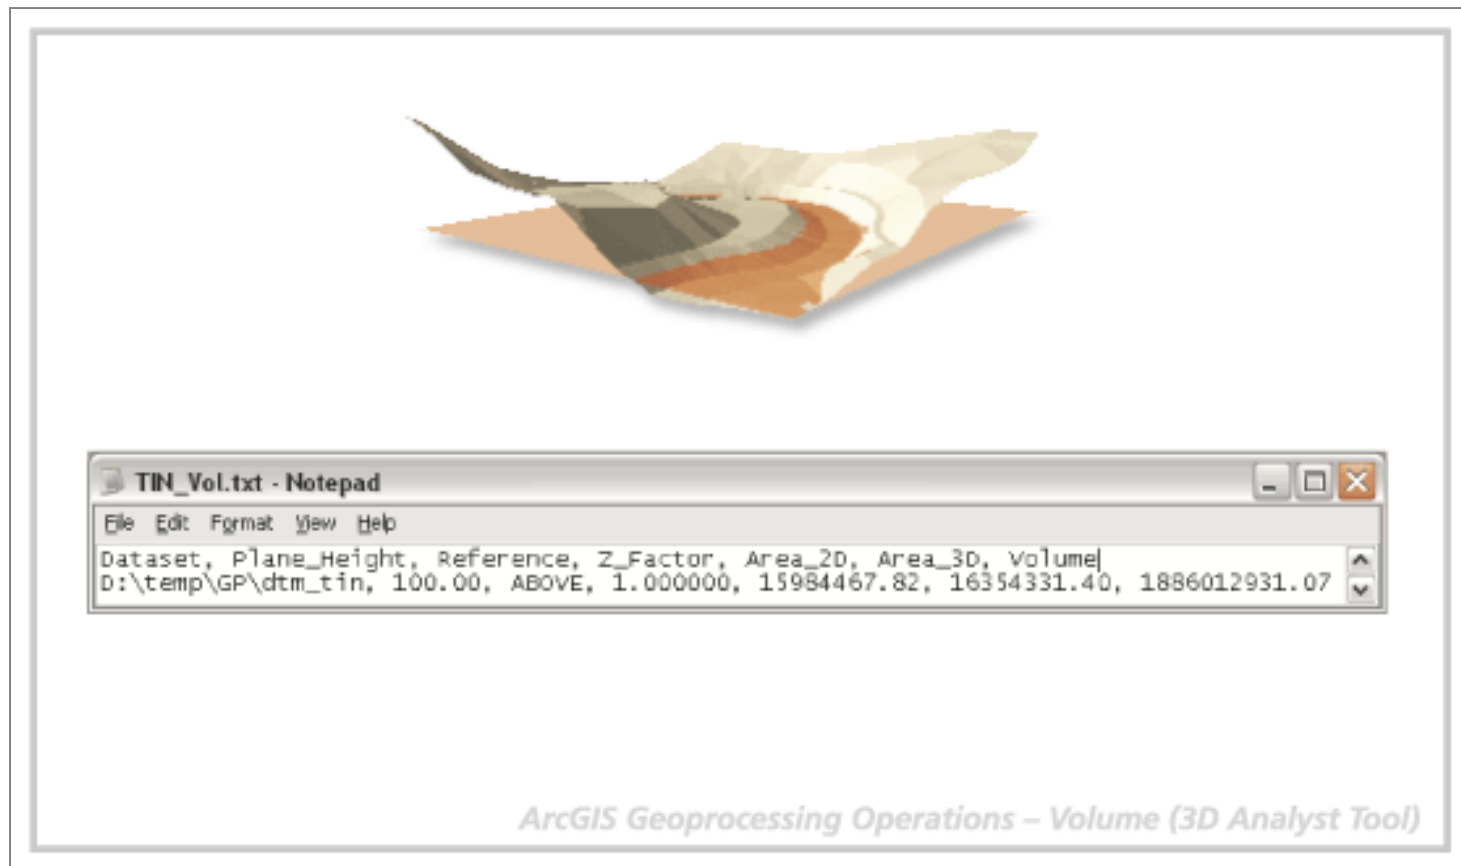 TIN_Vol.txt - Notepad
File Edit Format View Help
Dataset, Plane_Height, Reference, Z_Factor, Area_2D, Area_3D, Volume
D:\temp\GP\dtm_tin, 100.00, ABOVE, 1.000000, 15984467.82, 16354331.40, 1886012931.07
ArcGIS Geoprocessing Operations – Volume (3D Analyst Tool)